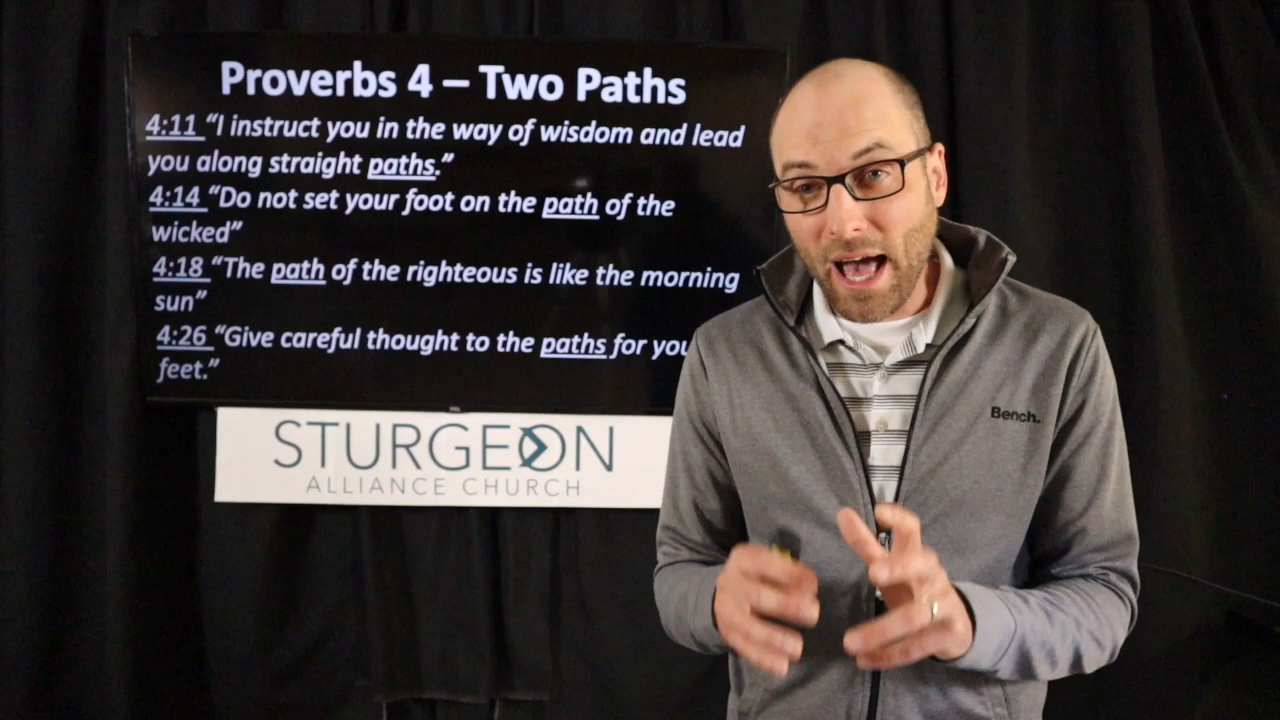 Proverbs 4 – Two Paths
4:11 “I instruct you in the way of wisdom and lead
you along straight paths.”
4:14 “Do not set your foot on the path of the
wicked”
4:18 “The path of the righteous is like the morning
sun”
4:26 “Give careful thought to the paths for you
feet.”
STURGEON
ALLIANCE CHURCH
Bench.